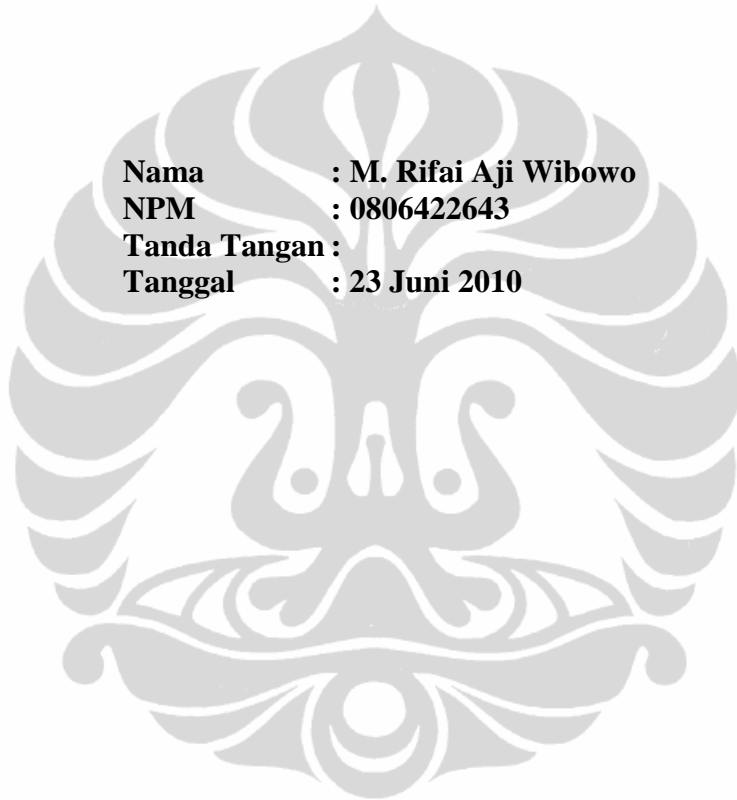 Nama : M. Rifai Aji Wibowo
NPM : 0806422643
Tanda Tangan :
Tanggal : 23 Juni 2010